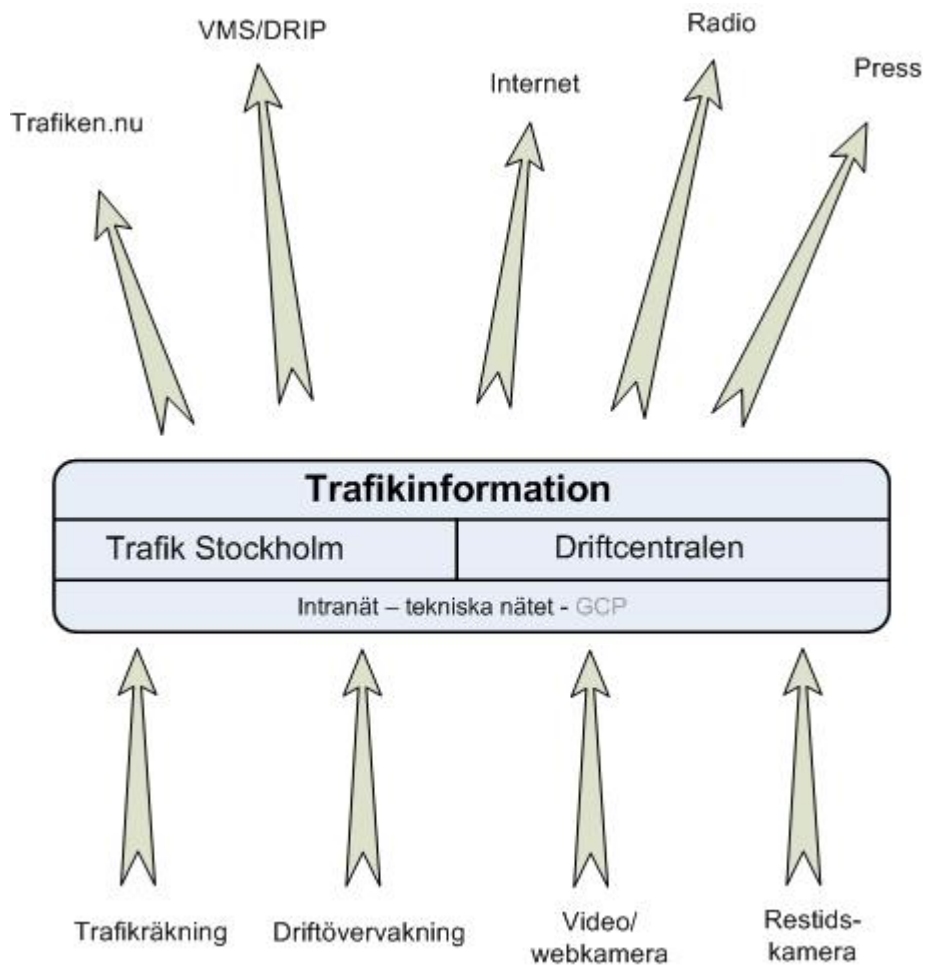 VMS/DRIP
Radio
Internet
Press
Trafiken.nu
Trafikinformation
Trafik Stockholm
Driftcentralen
Intranät – tekniska nätet - GCP
Trafikräkning
Driftövervakning
Video/
webkamera
Restids-
kamera